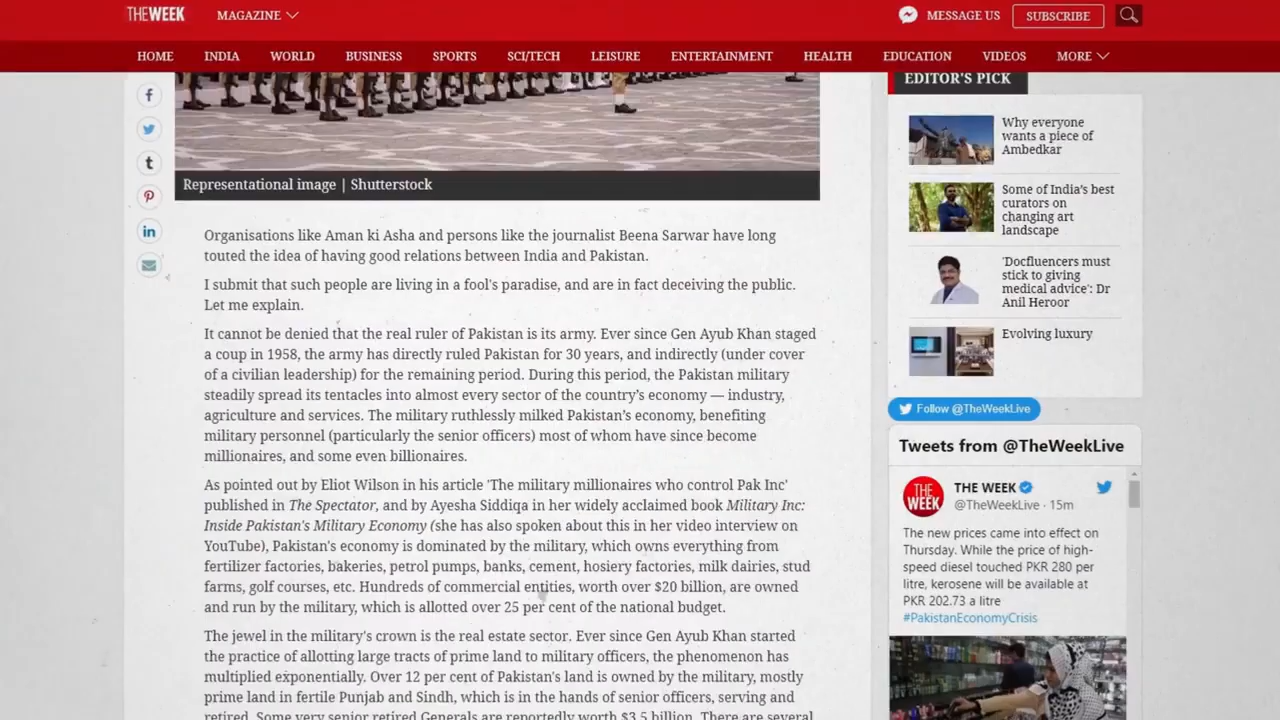 THE WEEK
MAGAZINE
MESSAGE US
SUBSCRIBE
HOME
INDIA
WORLD
BUSINESS
SPORTS
SCI/TECH
LEISURE
ENTERTAINMENT
HEALTH
EDUCATION
VIDEOS
MORE
Representational image | Shutterstock
Organisations like Aman ki Asha and persons like the journalist Beena Sarwar have long
touted the idea of having good relations between India and Pakistan.
I submit that such people are living in a fool's paradise, and are in fact deceiving the public.
Let me explain.
It cannot be denied that the real ruler of Pakistan is its army. Ever since Gen Ayub Khan staged
a coup in 1958, the army has directly ruled Pakistan for 30 years, and indirectly (under cover
of a civilian leadership) for the remaining period. During this period, the Pakistan military
steadily spread its tentacles into almost every sector of the country’s economy — industry,
agriculture and services. The military ruthlessly milked Pakistan’s economy, benefiting
military personnel (particularly the senior officers) most of whom have since become
millionaires, and some even billionaires.
As pointed out by Eliot Wilson in his article 'The military millionaires who control Pak Inc'
published in The Spectator, and by Ayesha Siddiqa in her widely acclaimed book Military Inc:
Inside Pakistan's Military Economy (she has also spoken about this in her video interview on
YouTube), Pakistan's economy is dominated by the military, which owns everything from
fertilizer factories, bakeries, petrol pumps, banks, cement, hosiery factories, milk dairies, stud
farms, golf courses, etc. Hundreds of commercial entities, worth over $20 billion, are owned
and run by the military, which is allotted over 25 per cent of the national budget.
The jewel in the military's crown is the real estate sector. Ever since Gen Ayub Khan started
the practice of allotting large tracts of prime land to military officers, the phenomenon has
multiplied exponentially. Over 12 per cent of Pakistan's land is owned by the military, mostly
prime land in fertile Punjab and Sindh, which is in the hands of senior officers, serving and
retired. Some very senior retired Generals are reportedly worth $3.5 billion. There are several
EDITOR'S PICK
Why everyone
wants a piece of
Ambedkar
Some of India’s best
curators on
changing art
landscape
'Docfluencers must
stick to giving
medical advice': Dr
Anil Heroor
Evolving luxury
Follow @TheWeekLive
Tweets from @TheWeekLive
THE WEEK
THE WEEK
@TheWeekLive · 15m
The new prices came into effect on
Thursday. While the price of high-
speed diesel touched PKR 280 per
litre, kerosene will be available at
PKR 202.73 a litre
#PakistanEconomyCrisis